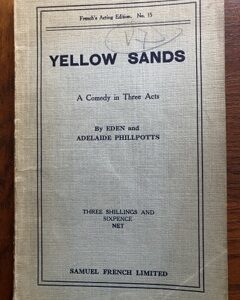 French's Acting Edition. No. 15
YELLOW SANDS
A Comedy in Three Acts
By EDEN and
ADELAIDE PHILLPOTTS
THREE SHILLINGS AND
SIXPENCE
NET
SAMUEL FRENCH LIMITED